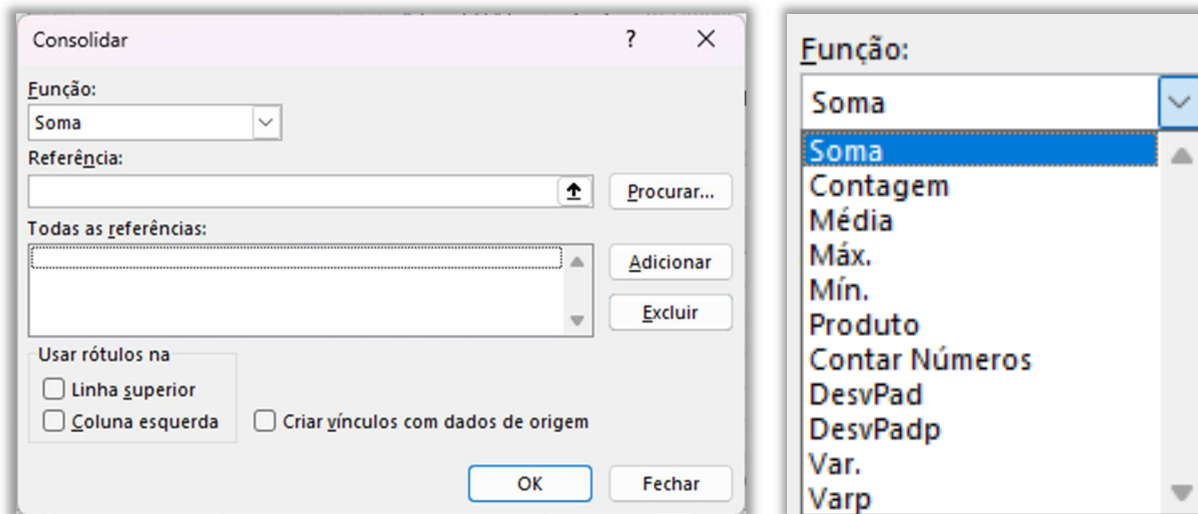 Consolidar
?
Função:
Soma
Referência:
Procurar...
Todas as referências:
Adicionar
Excluir
Usar rótulos na
Linha superior
Coluna esquerda
Criar vínculos com dados de origem
OK
Fechar
Função:
Soma
Soma
Contagem
Média
Máx.
Mín.
Produto
Contar Números
DesvPad
DesvPadp
Var.
Varp